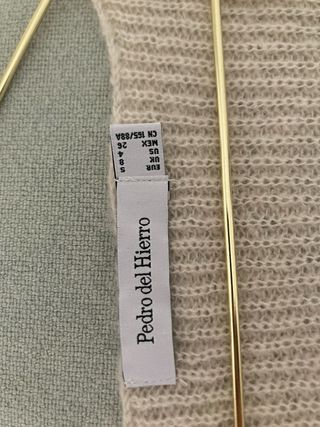 EUR S
UK 8
US 4
MEX 26
CN 165/88A
Pedro del Hierro